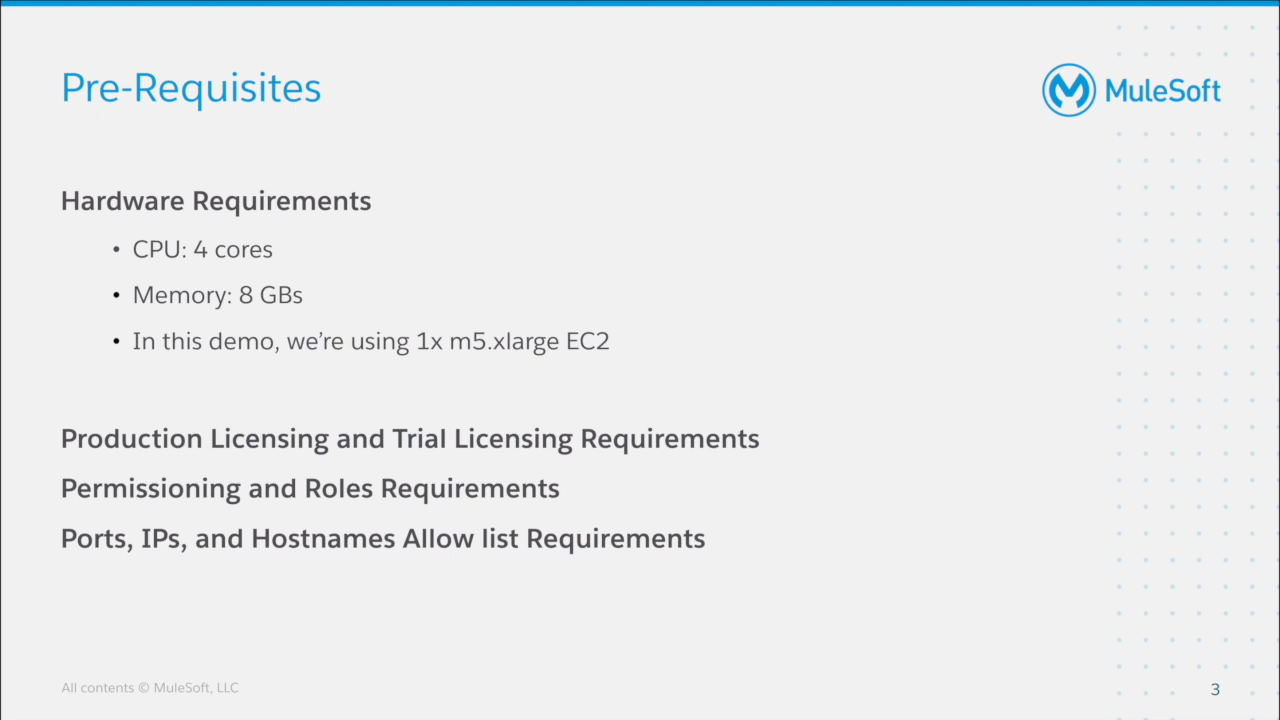 Pre-Requisites
MuleSoft
Hardware Requirements
• CPU: 4 cores
• Memory: 8 GBs
• In this demo, we’re using 1x m5.xlarge EC2
Production Licensing and Trial Licensing Requirements
Permissioning and Roles Requirements
Ports, IPs, and Hostnames Allow list Requirements
All contents © MuleSoft, LLC
3